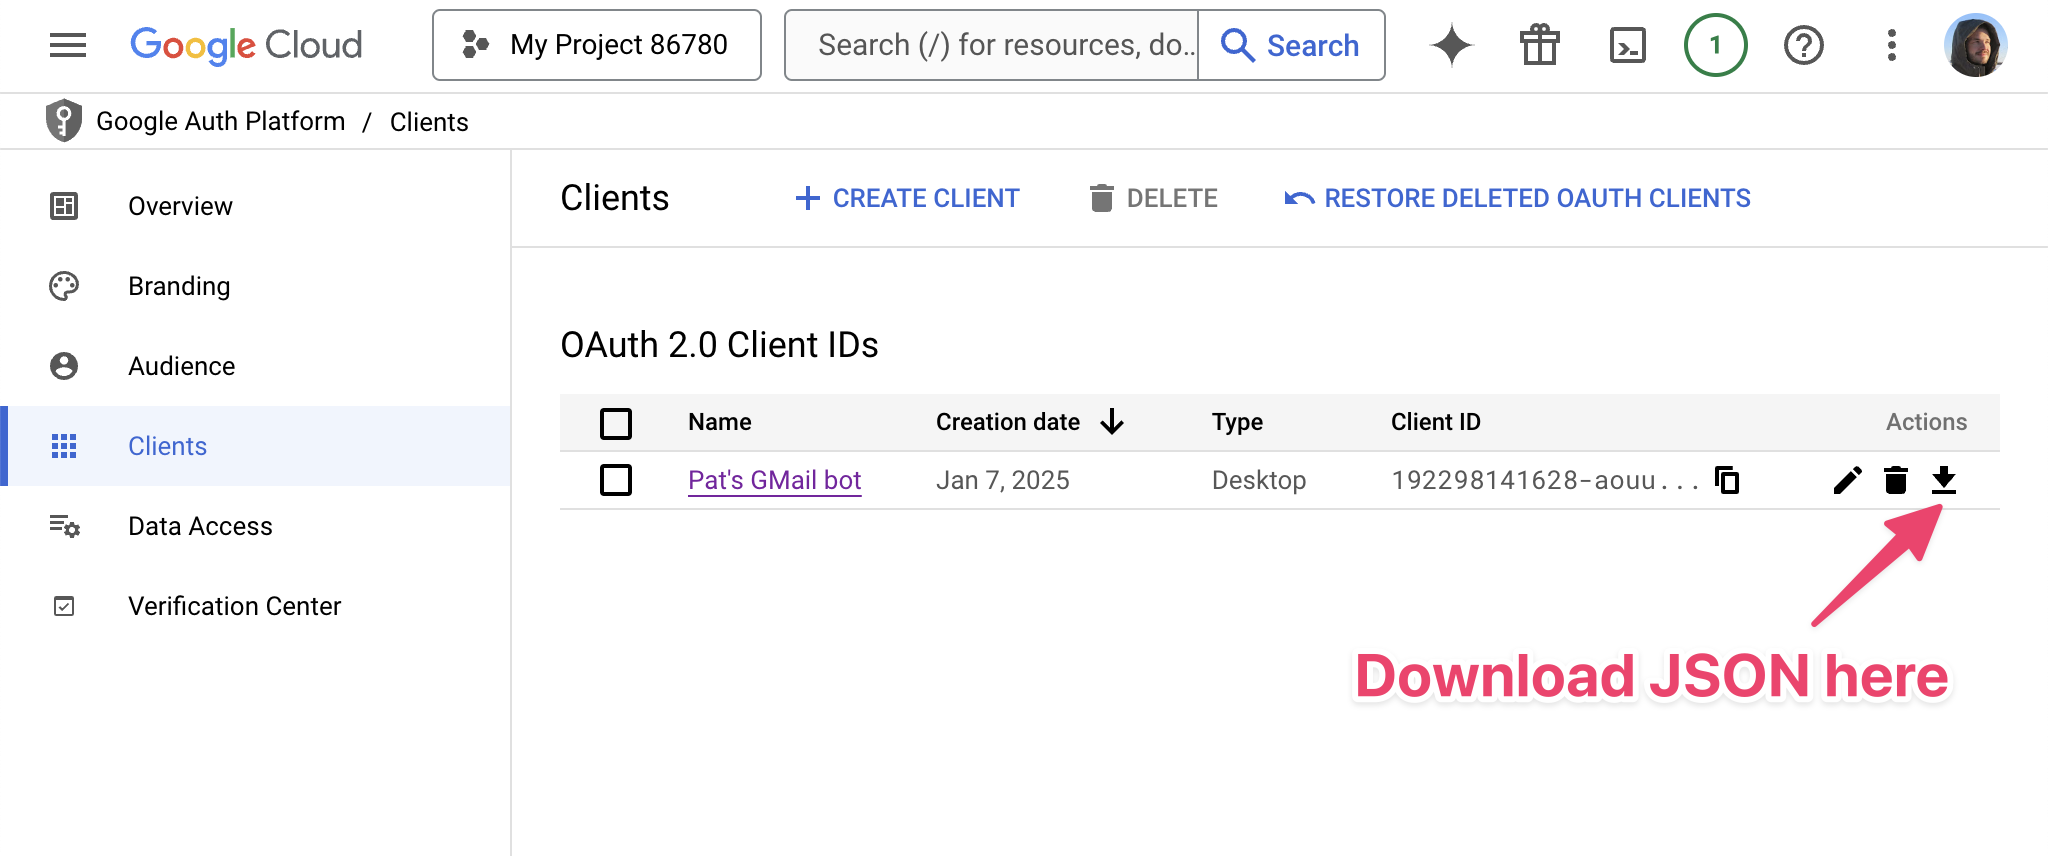 Google Cloud
My Project 86780
Search (/) for resources, do...
Search
1
Google Auth Platform / Clients
Overview
Branding
Audience
Clients
Data Access
Verification Center
Clients
CREATE CLIENT
DELETE
RESTORE DELETED OAUTH CLIENTS
OAuth 2.0 Client IDs
Name Creation date Type Client ID Actions
Pat's GMail bot Jan 7, 2025 Desktop 192298141628-aouu...
Download JSON here